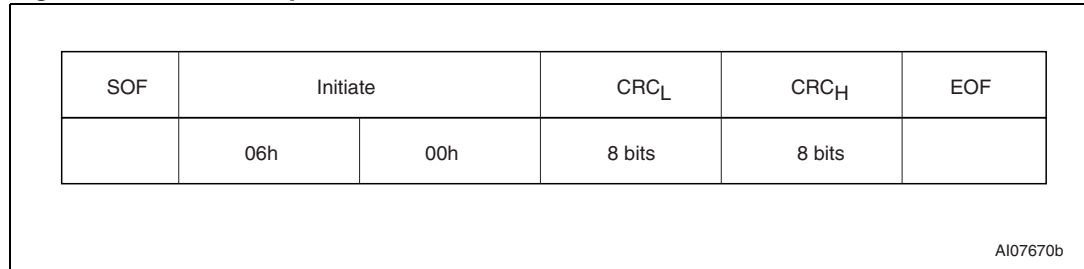 SOF Initiate CRCL CRCH EOF
06h 00h 8 bits 8 bits
AI07670b